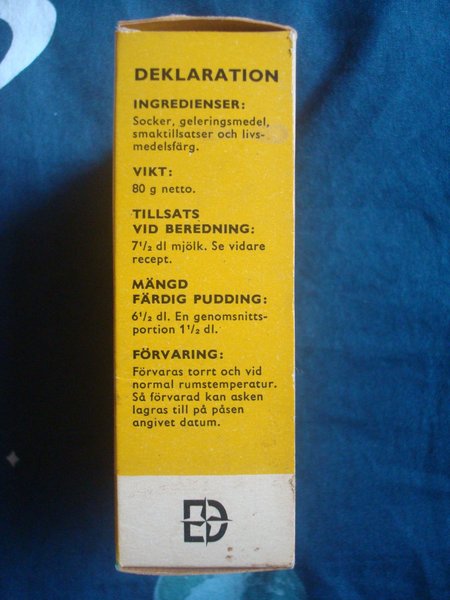 DEKLARATION
INGREDIENSER:
Socker, geleringsmedel,
smaktillsatser och livs-
medelsfärg.
VIKT:
80 g netto.
TILLSATS
VID BEREDNING:
7 1/2 dl mjölk. Se vidare
recept.
MÄNGD
FÄRDIG PUDDING:
6 1/2 dl. En genomsnitts-
portion 1 1/2 dl.
FÖRVARING:
Förvaras torrt och vid
normal rumstemperatur.
Så förvarad kan asken
lagras till på påsen
angivet datum.
ED